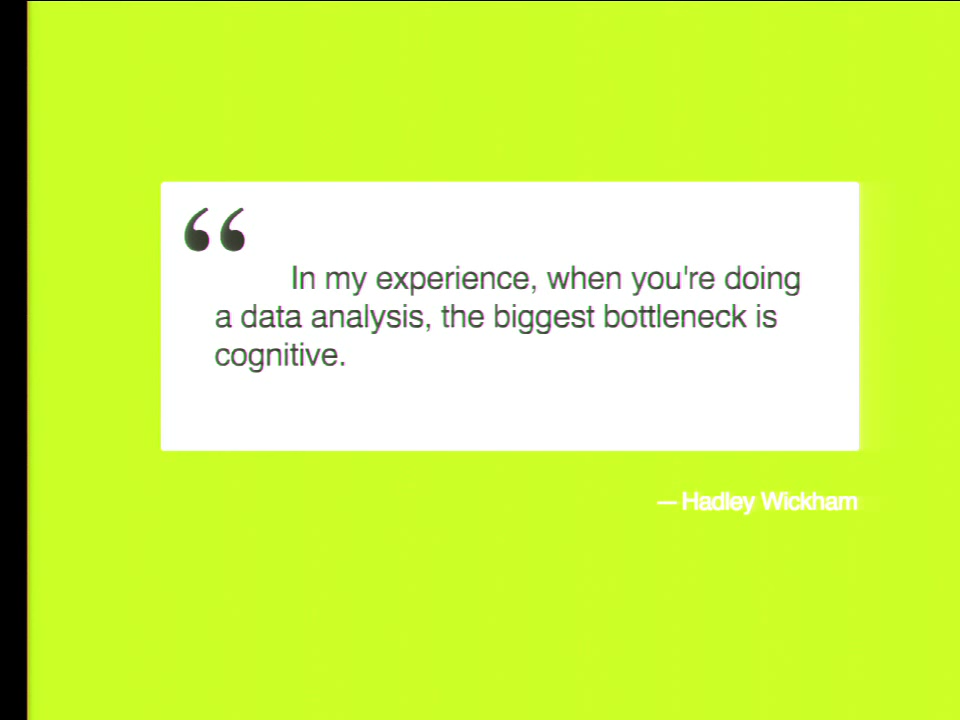 “
In my experience, when you're doing
a data analysis, the biggest bottleneck is
cognitive.
— Hadley Wickham